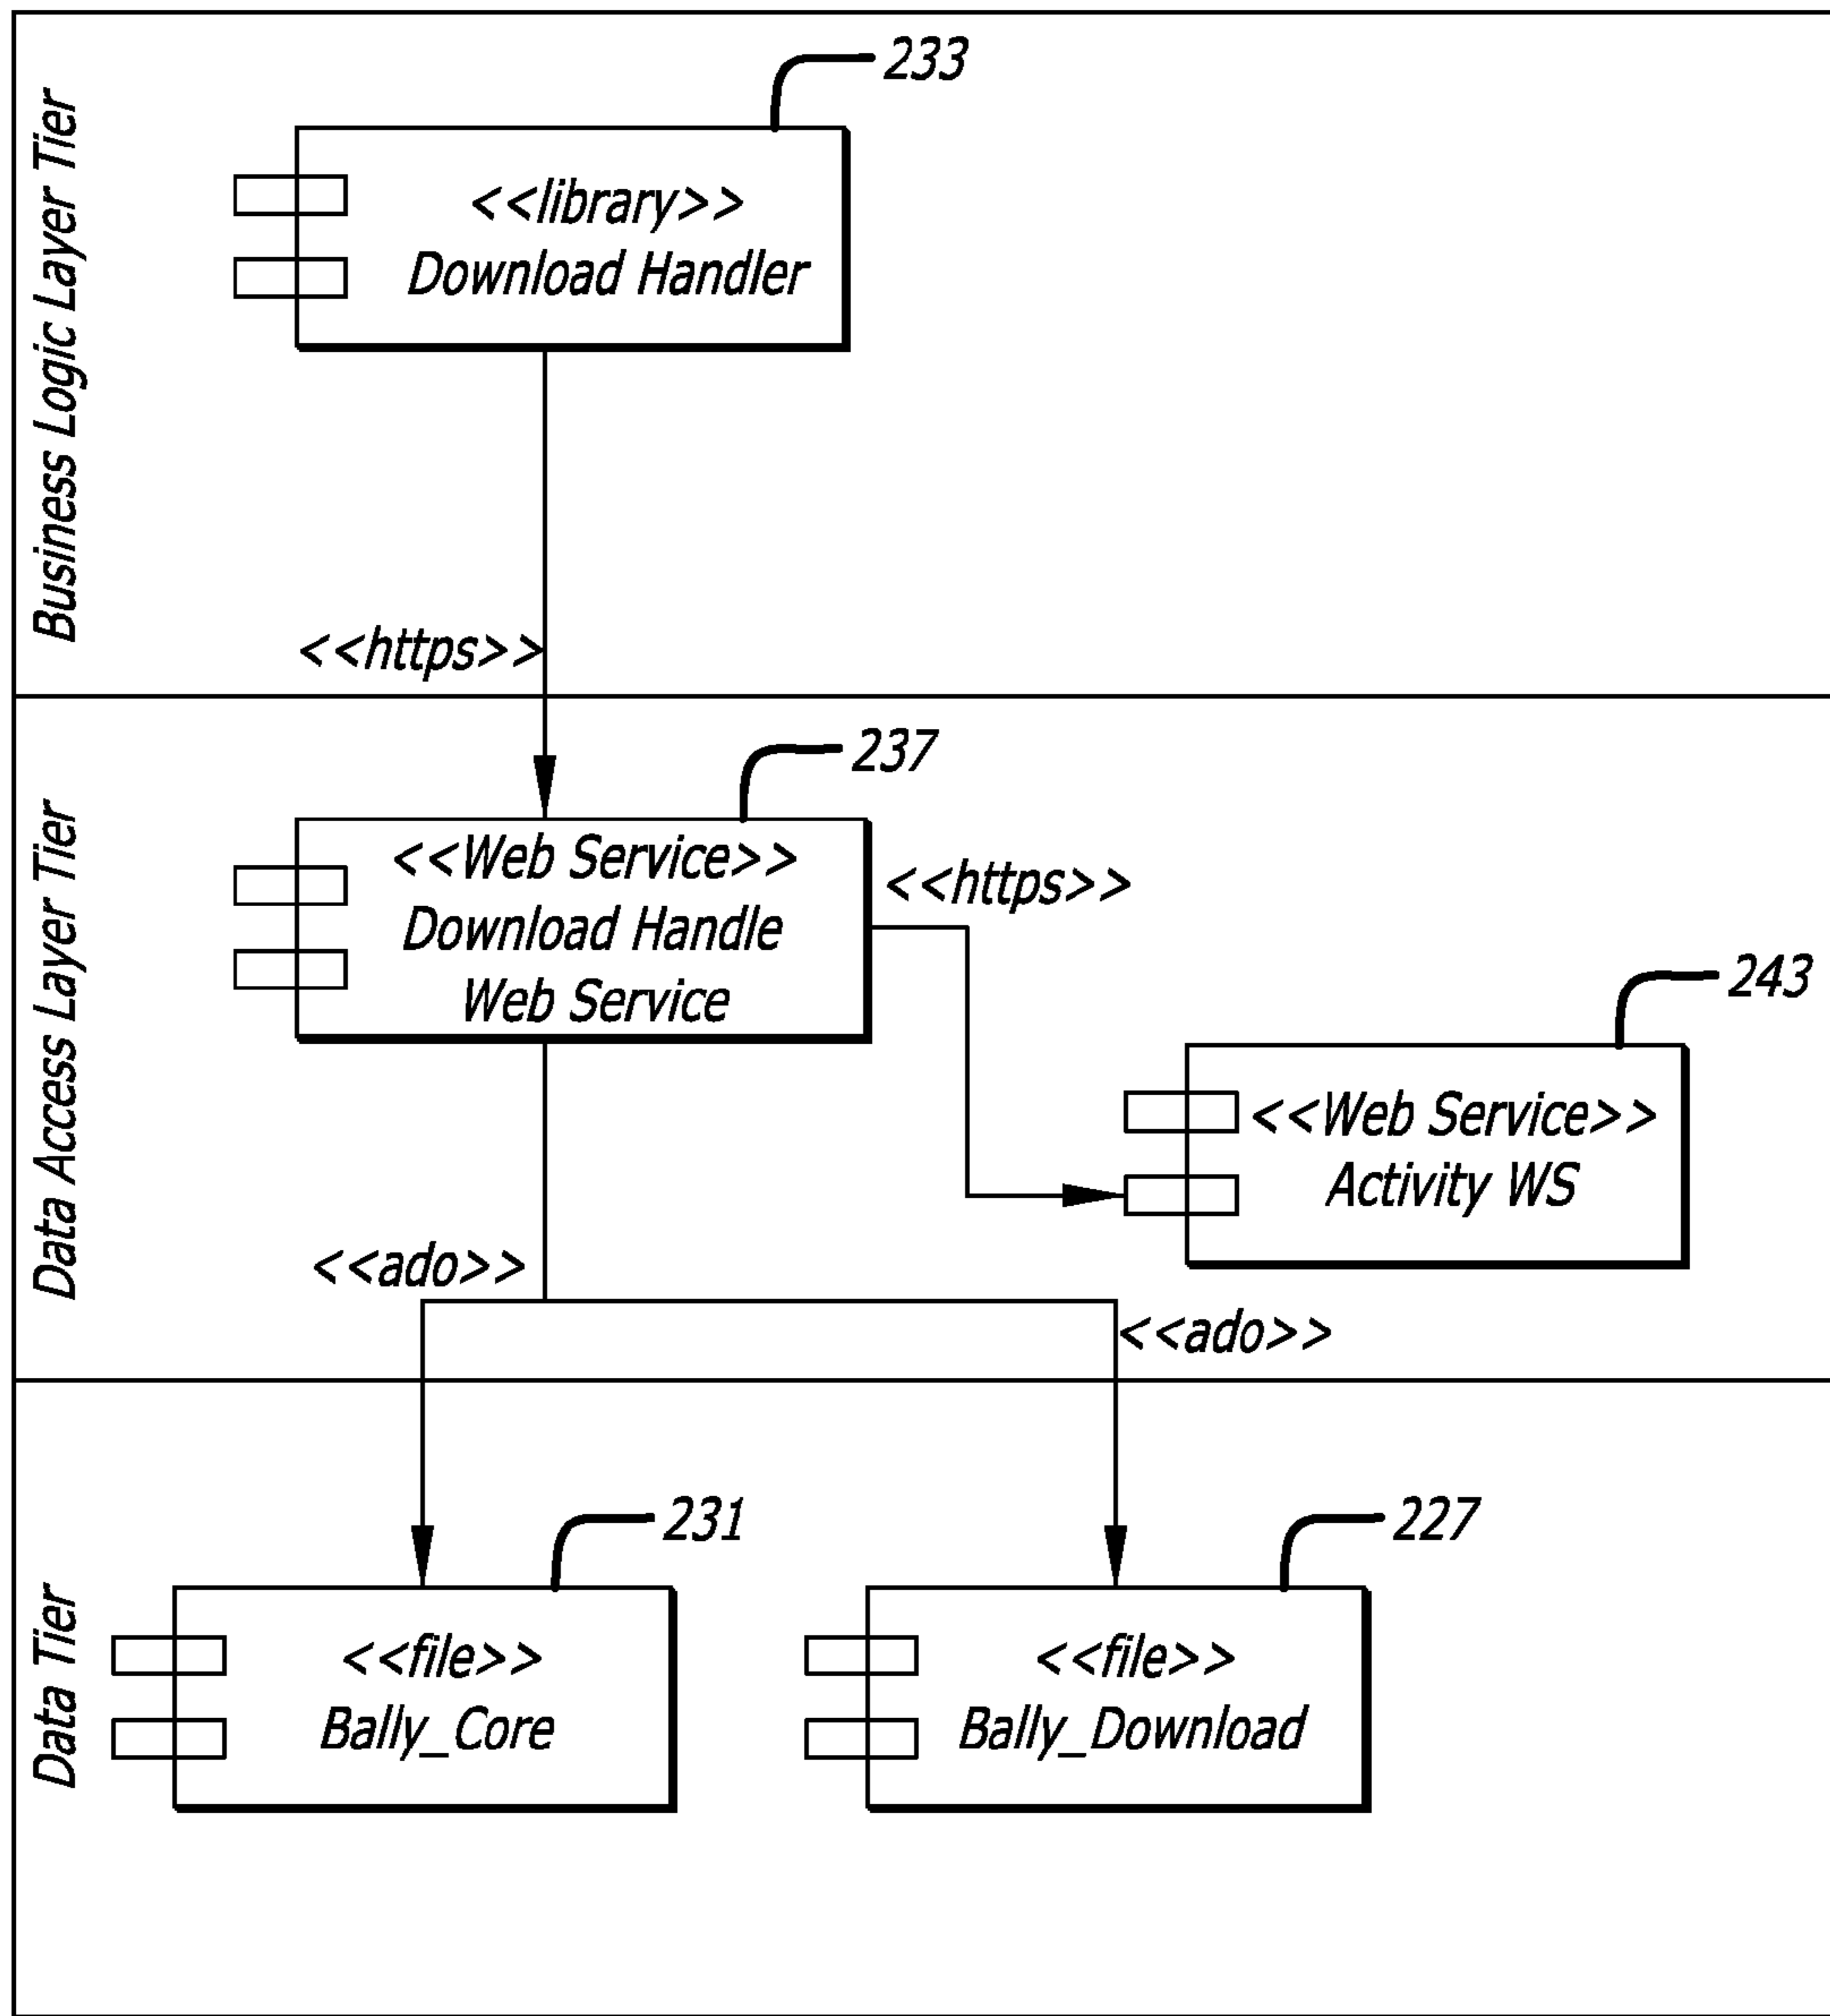 Business Logic Layer Tier
233
<<library>>
Download Handler
<<https>>
Data Access Layer Tier
237
<<Web Service>>
Download Handle
Web Service
<<https>>
243
<<Web Service>>
Activity WS
<<ado>>
<<ado>>
Data Tier
231
<<file>>
Bally_Core
227
<<file>>
Bally_Download